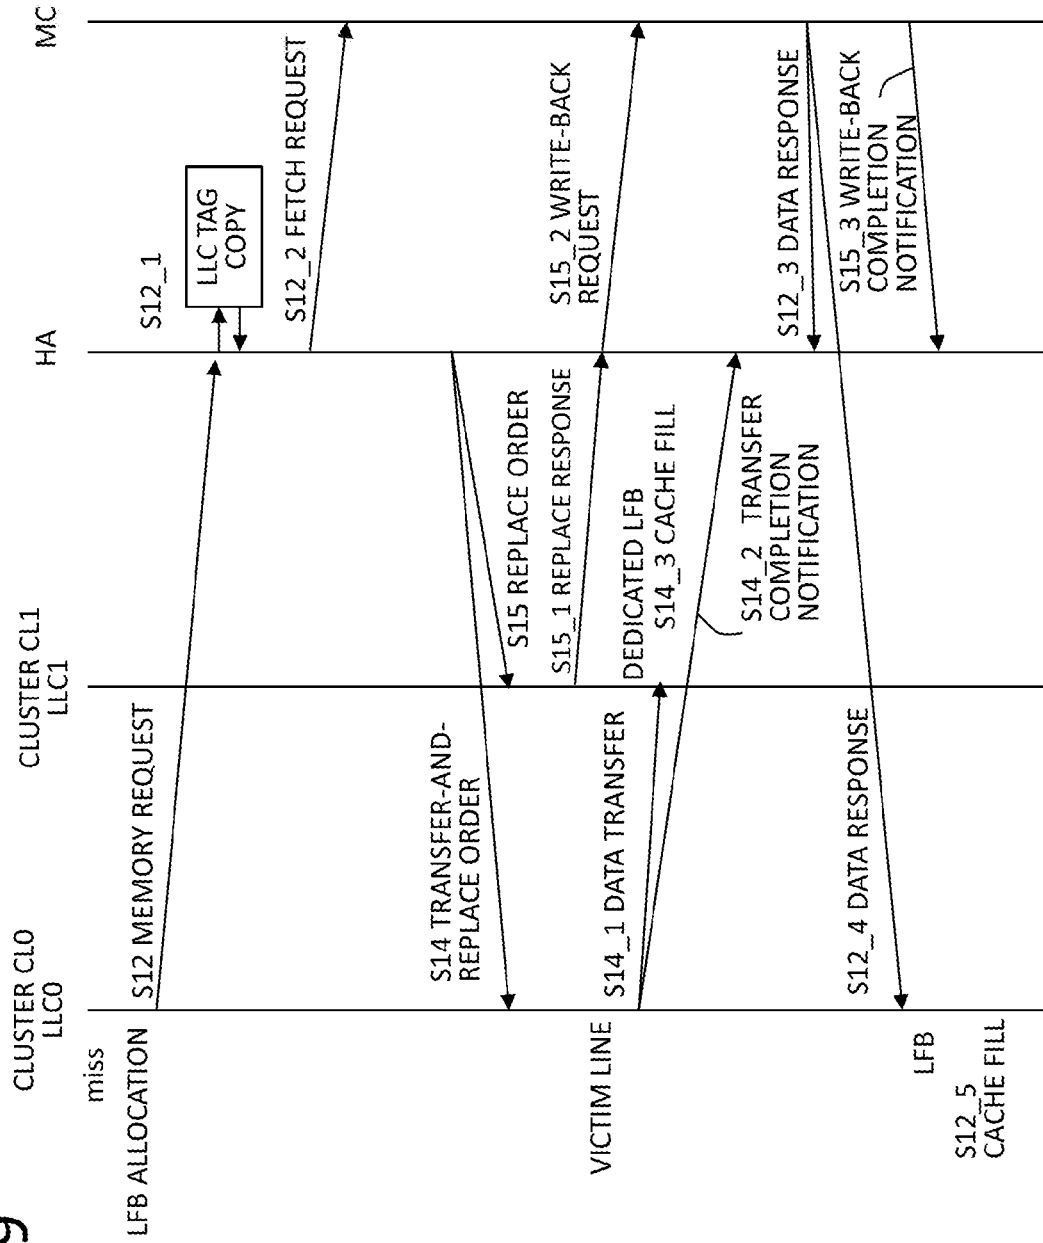 CLUSTER CL0
LLC0
CLUSTER CL1
LLC1
HA
MC
miss
LFB ALLOCATION
S12 MEMORY REQUEST
S12_1
LLC TAG
COPY
S12_2 FETCH REQUEST
S14 TRANSFER-AND-
REPLACE ORDER
S15 REPLACE ORDER
S15_1 REPLACE RESPONSE
S15_2 WRITE-BACK
REQUEST
VICTIM LINE
S14_1 DATA TRANSFER
DEDICATED LFB
S14_3 CACHE FILL
S14_2 TRANSFER
COMPLETION
NOTIFICATION
S12_3 DATA RESPONSE
S15_3 WRITE-BACK
COMPLETION
NOTIFICATION
S12_4 DATA RESPONSE
LFB
S12_5
CACHE FILL